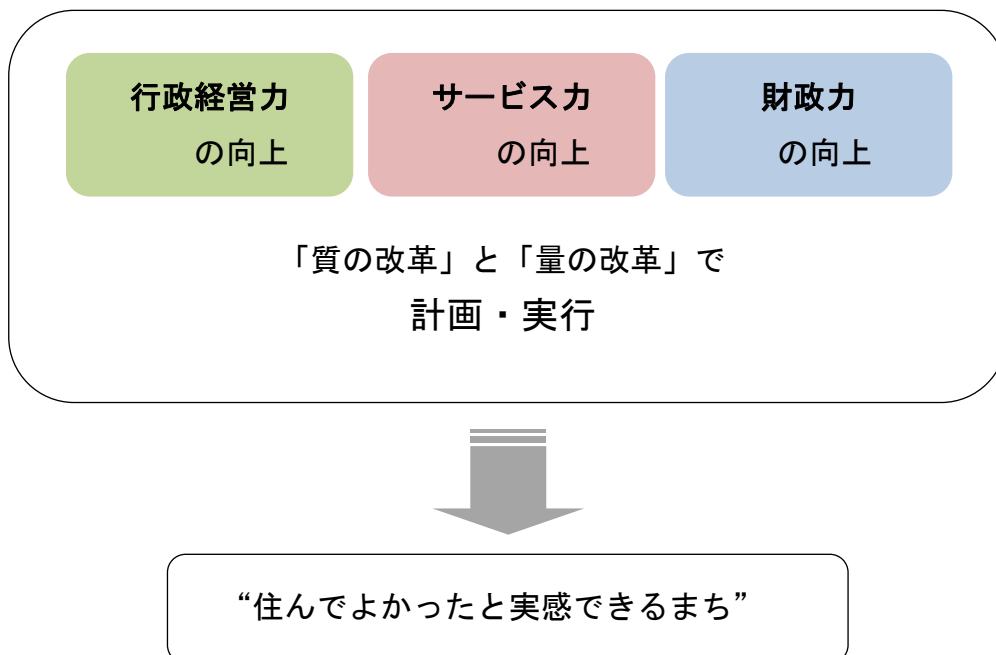 行政経営力
の向上
サービス力
の向上
財政力
の向上
「質の改革」と「量の改革」で
計画・実行
“住んでよかったと実感できるまち”